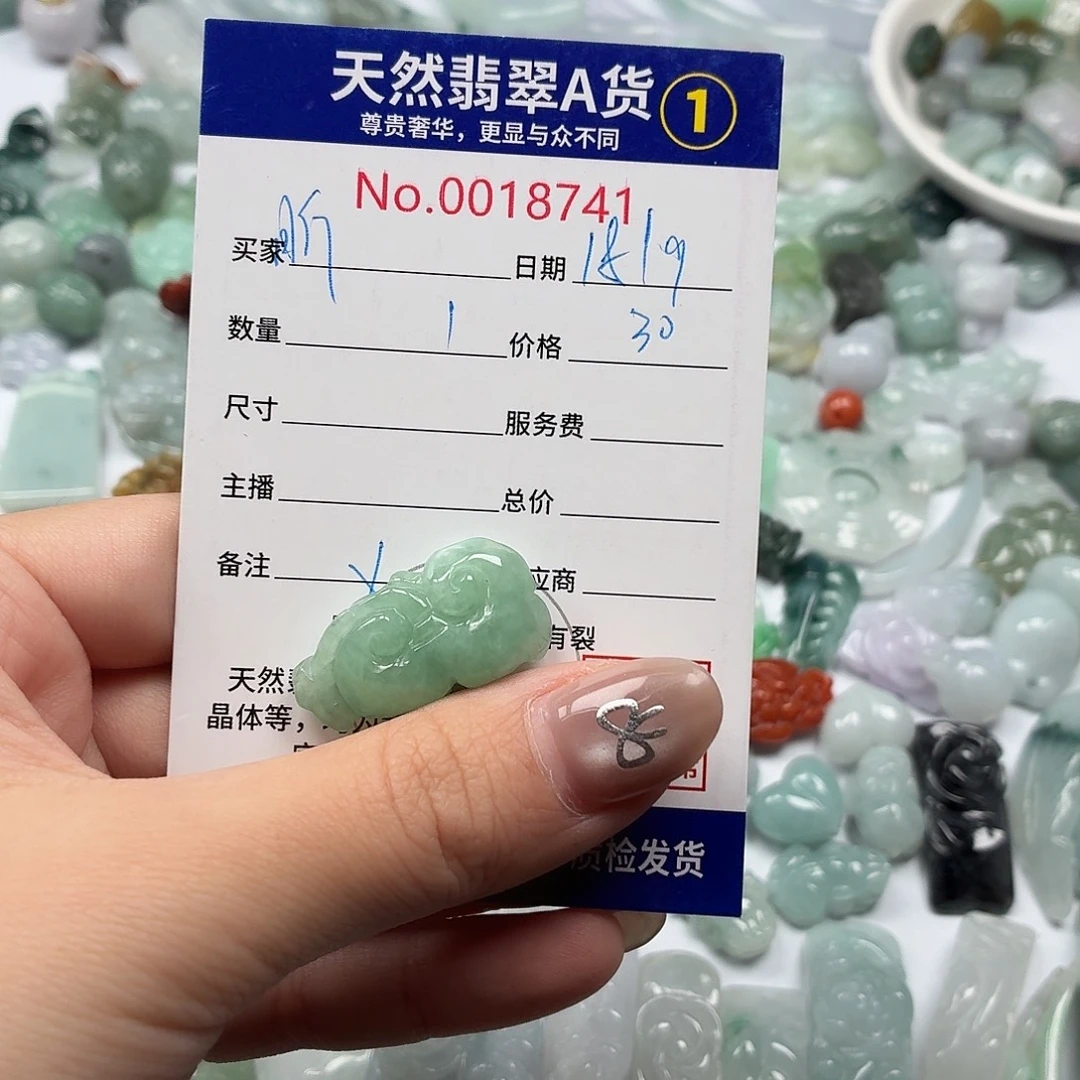 天然翡翠A货 1
尊贵奢华，更显与众不同
No.0018741
买家 昕 日期
数量 1 价格 30
尺寸 服务费
主播 总价
备注 应商
有裂
天然
晶体等，
质检发货